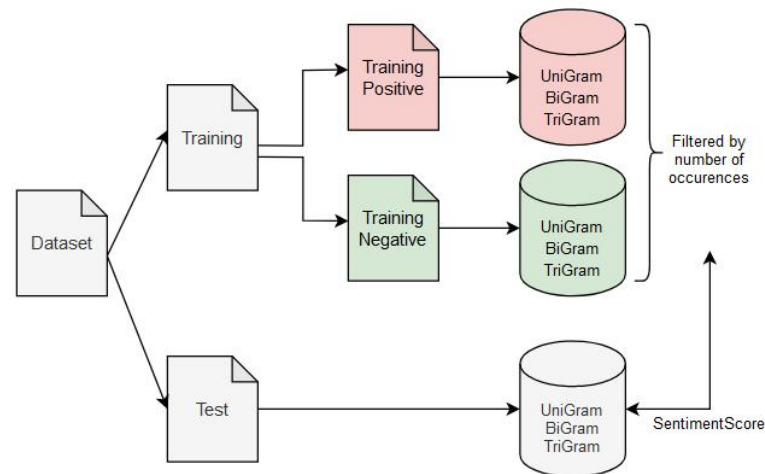 Dataset
Training
Training
Positive
UniGram
BiGram
TriGram
Training
Negative
UniGram
BiGram
TriGram
Filtered by
number of
occurences
Test
UniGram
BiGram
TriGram
SentimentScore